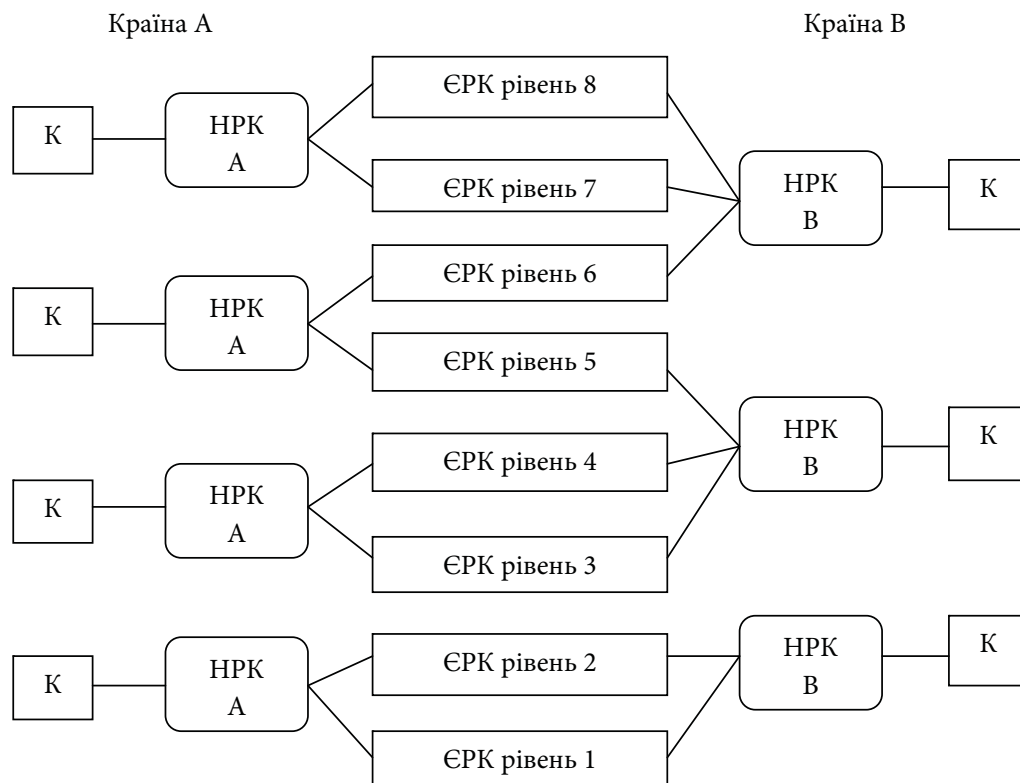 Країна А
Країна В
К
НРК
А
ЄРК рівень 8
ЄРК рівень 7
НРК
В
К
К
НРК
А
ЄРК рівень 6
ЄРК рівень 5
НРК
В
К
К
НРК
А
ЄРК рівень 4
ЄРК рівень 3
К
НРК
А
ЄРК рівень 2
ЄРК рівень 1
НРК
В
К